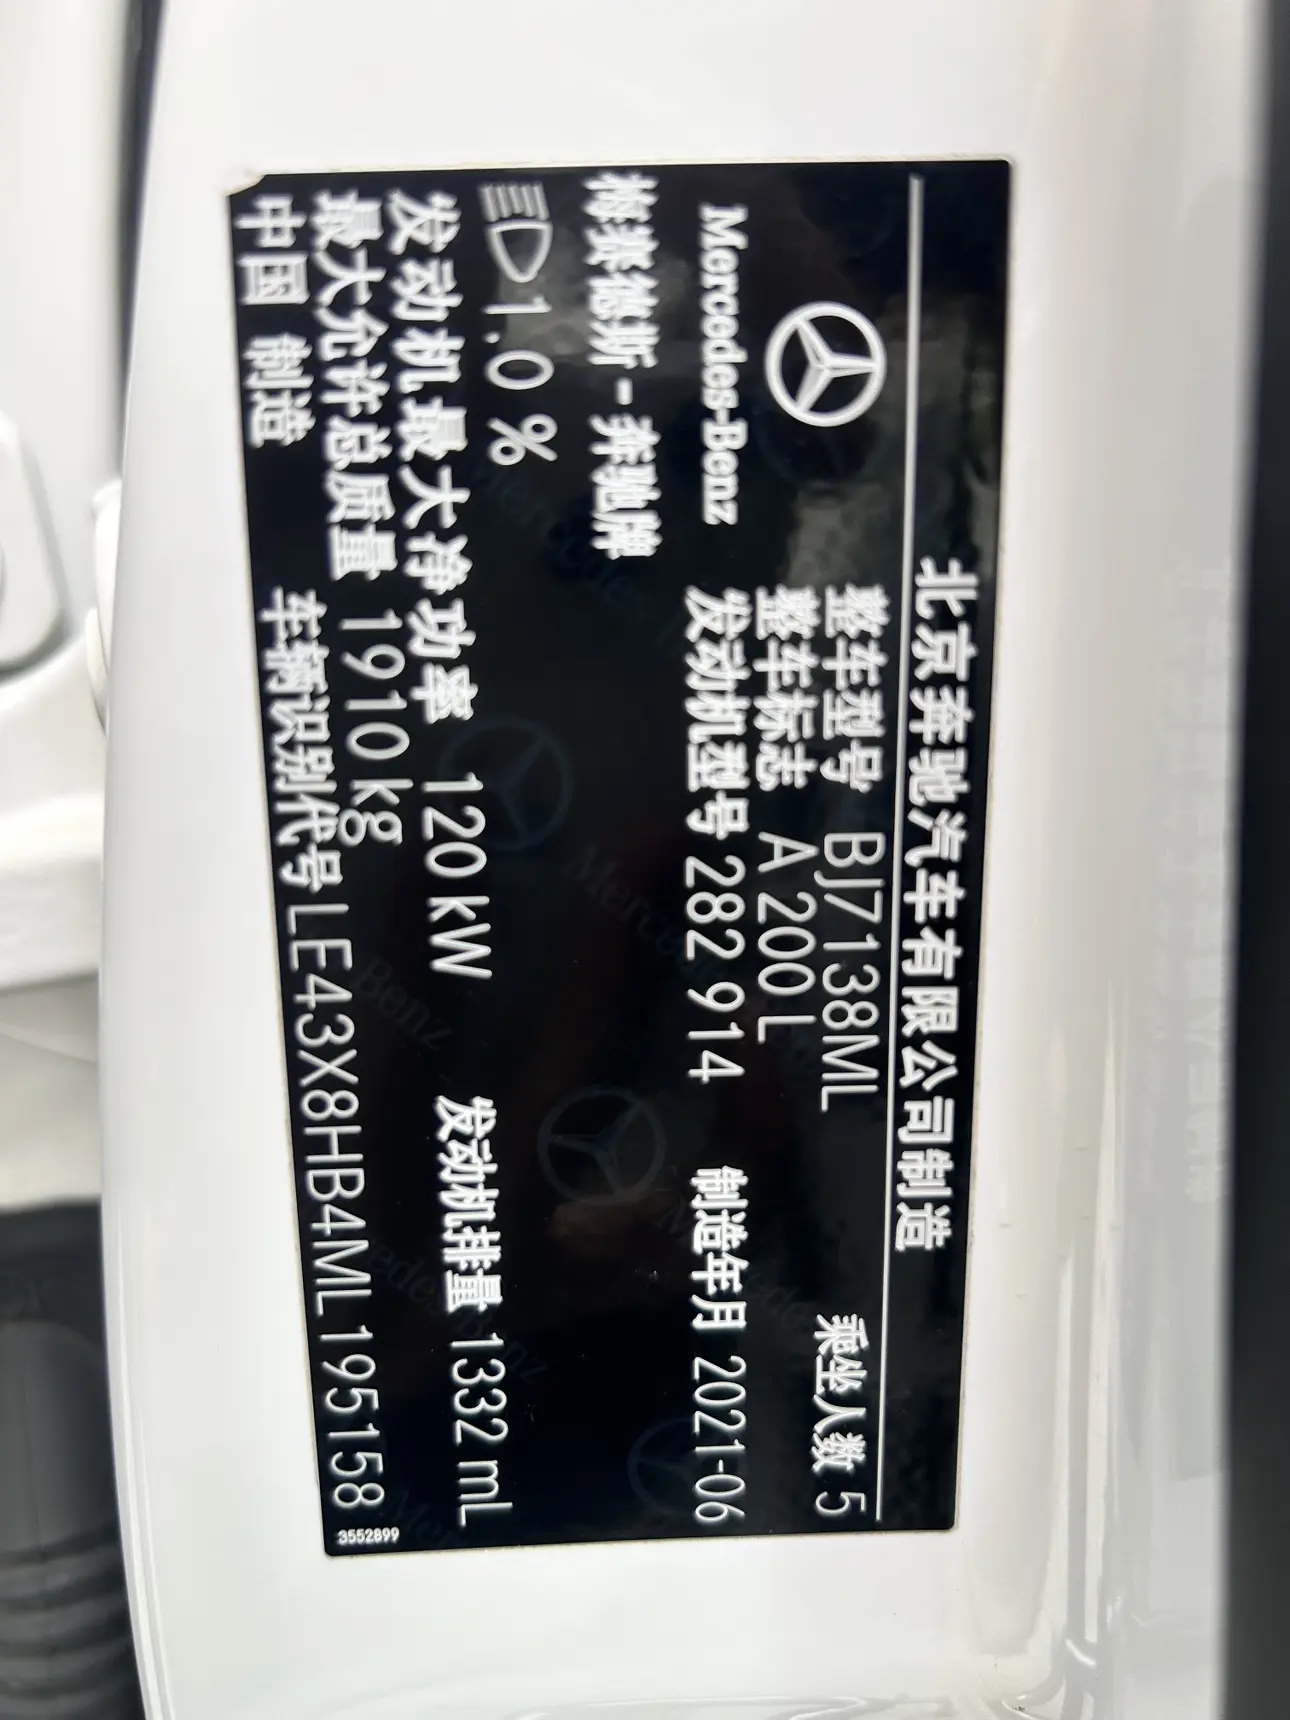 北京奔驰汽车有限公司制造
Mercedes-Benz
梅赛德斯-奔驰牌
整车型号 BJ7138ML 乘坐人数 5
整车标志 A 200 L
发动机型号 282 914 制造年月 2021-06
1.0 %
发动机最大净功率 120 kW 发动机排量 1332 mL
最大允许总质量 1910 kg
中国 制造 车辆识别代号 LE43X8HB4ML195158
3552899